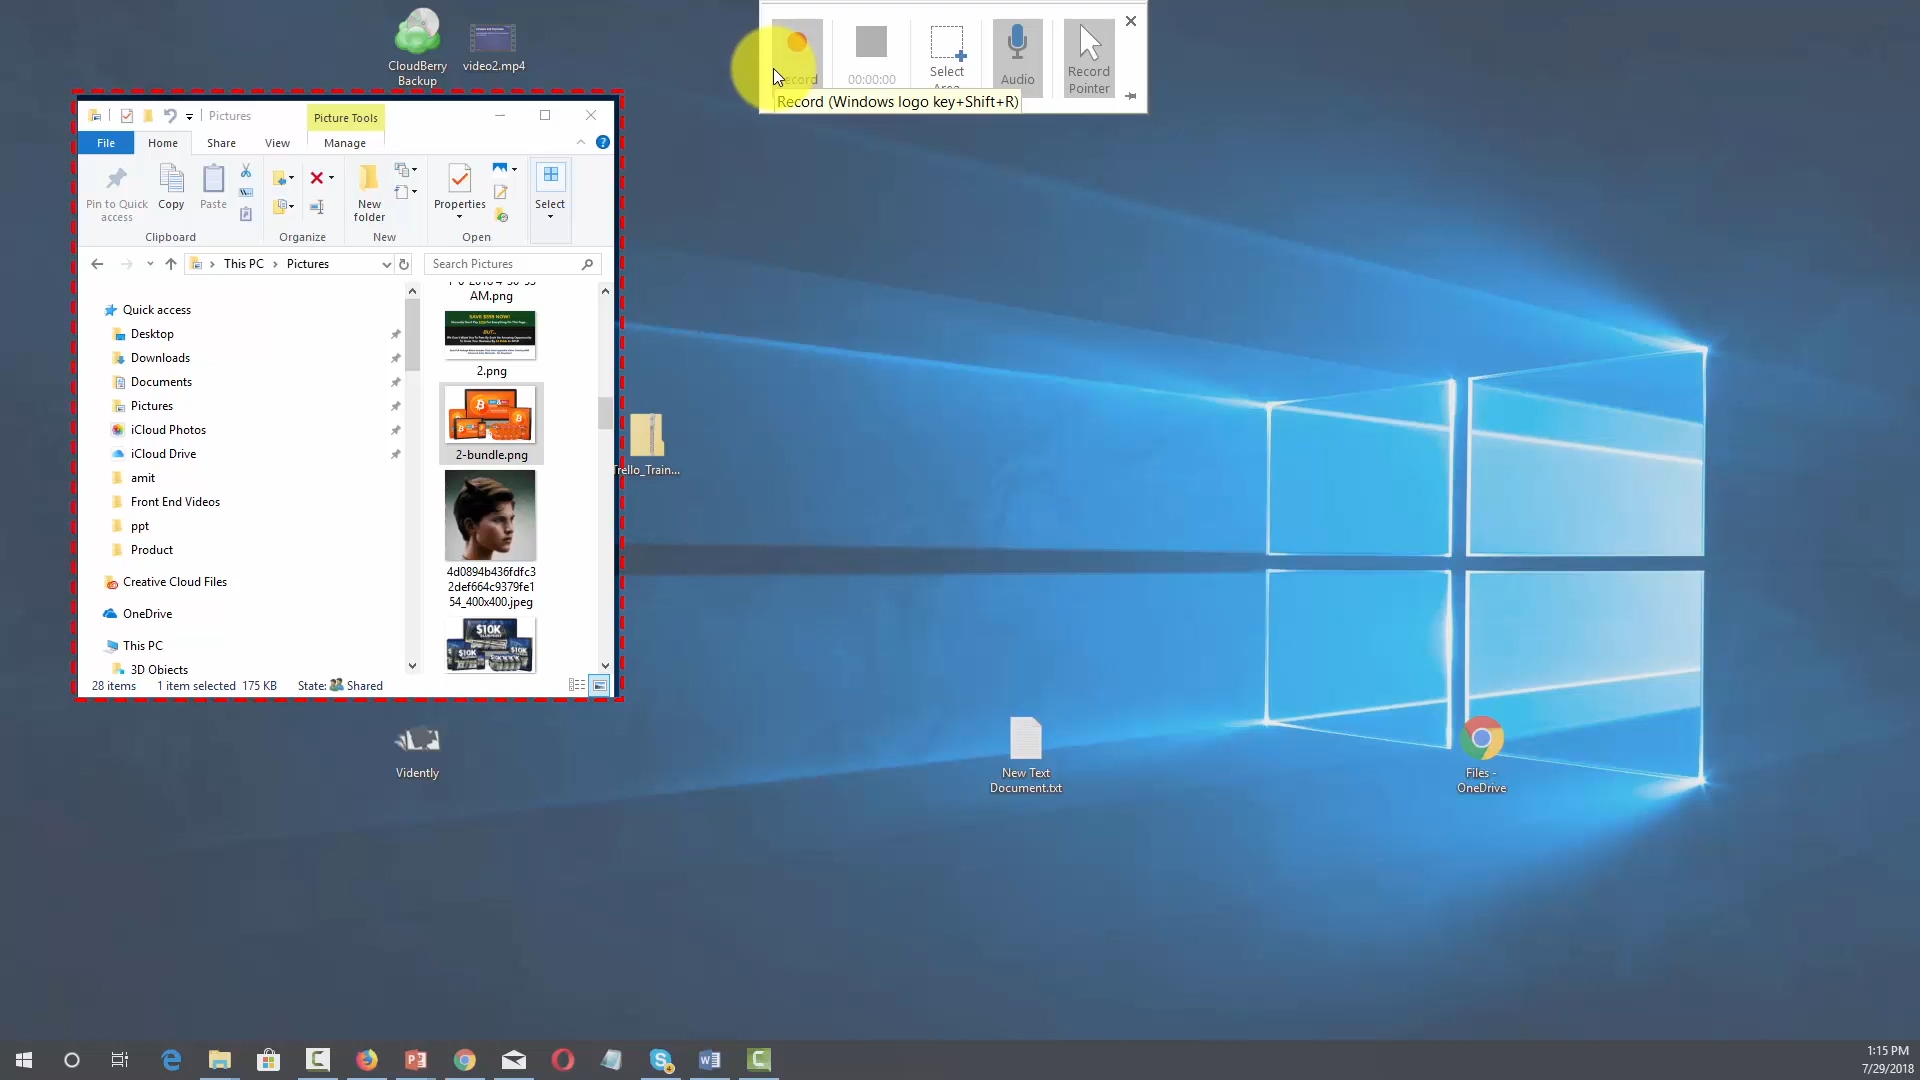 CloudBerry
Backup
video2.mp4
00:00:00
Select
Audio
Record
Pointer
Record (Windows logo key+Shift+R)
Pictures
Picture Tools
File
Home
Share
View
Manage
Pin to Quick
access
Copy
Paste
New
folder
Properties
Select
Clipboard
Organize
New
Open
This PC
Pictures
Search Pictures
Quick access
Desktop
Downloads
Documents
Pictures
iCloud Photos
iCloud Drive
amit
Front End Videos
ppt
Product
Creative Cloud Files
OneDrive
This PC
3D Objects
AM.png
SAVE $598 NOW!
BUT...
2.png
2-bundle.png
4d0894b436fdfc3
2def664c9379fe1
54_400x400.jpeg
$10K
28 items
1 item selected 175 KB
State:
Shared
Trello_Train...
Vidently
New Text
Document.txt
Files -
OneDrive
1:15 PM
7/29/2018